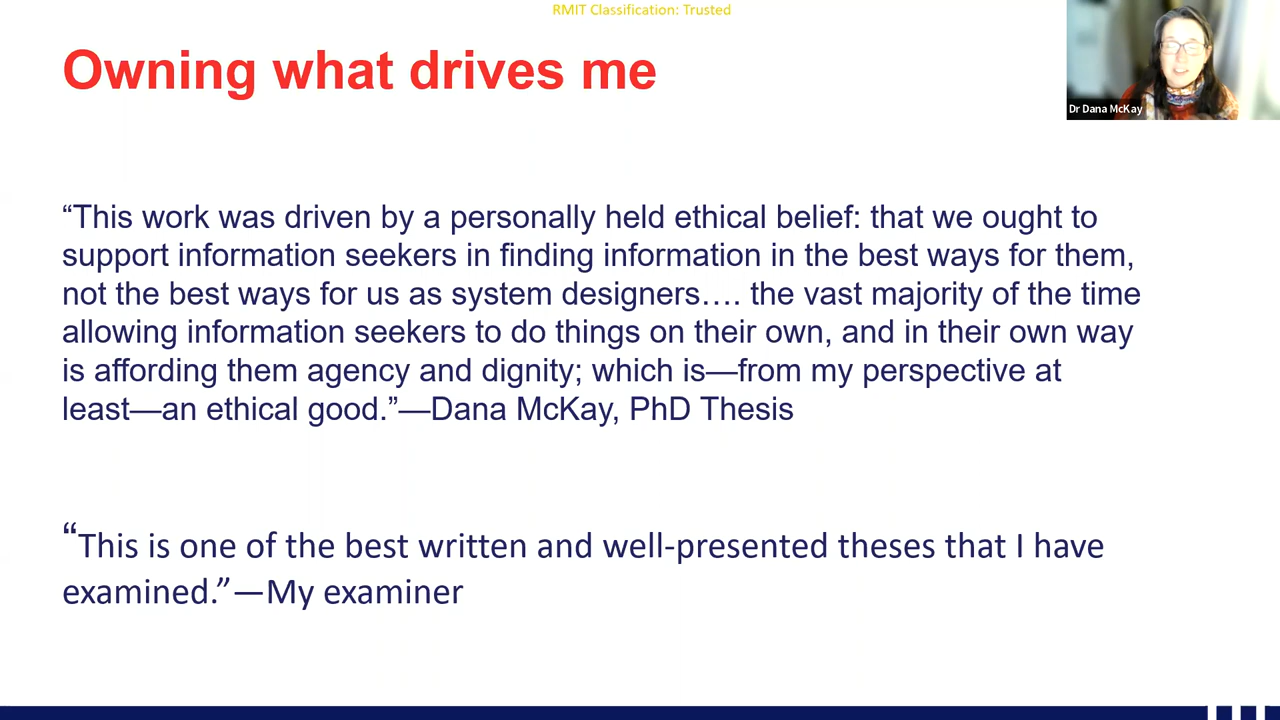 RMIT Classification: Trusted
Owning what drives me
Dr Dana McKay
“This work was driven by a personally held ethical belief: that we ought to
support information seekers in finding information in the best ways for them,
not the best ways for us as system designers…. the vast majority of the time
allowing information seekers to do things on their own, and in their own way
is affording them agency and dignity; which is—from my perspective at
least—an ethical good.”—Dana McKay, PhD Thesis
“This is one of the best written and well-presented theses that I have
examined.”—My examiner